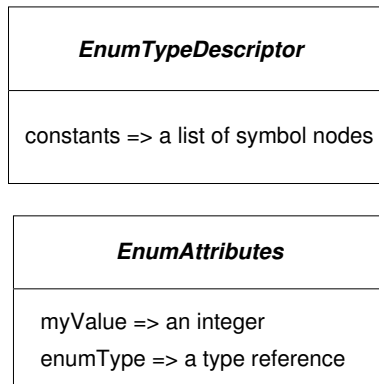 EnumTypeDescriptor
constants => a list of symbol nodes
EnumAttributes
myValue => an integer
enumType => a type reference